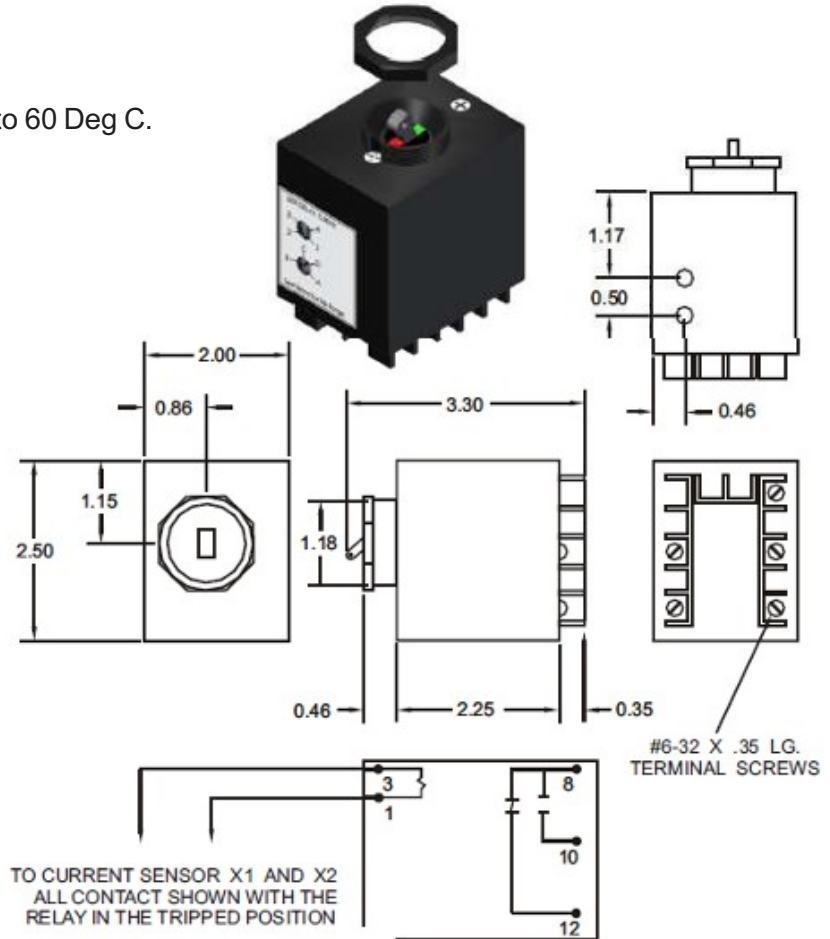 to 60 Deg C.
1.17
0.50
0.46
2.00
0.86
3.30
1.15
2.50
1.18
0.46
2.25
0.35
#6-32 X .35 LG.
TERMINAL SCREWS
3
1
8
10
12
TO CURRENT SENSOR X1 AND X2
ALL CONTACT SHOWN WITH THE
RELAY IN THE TRIPPED POSITION